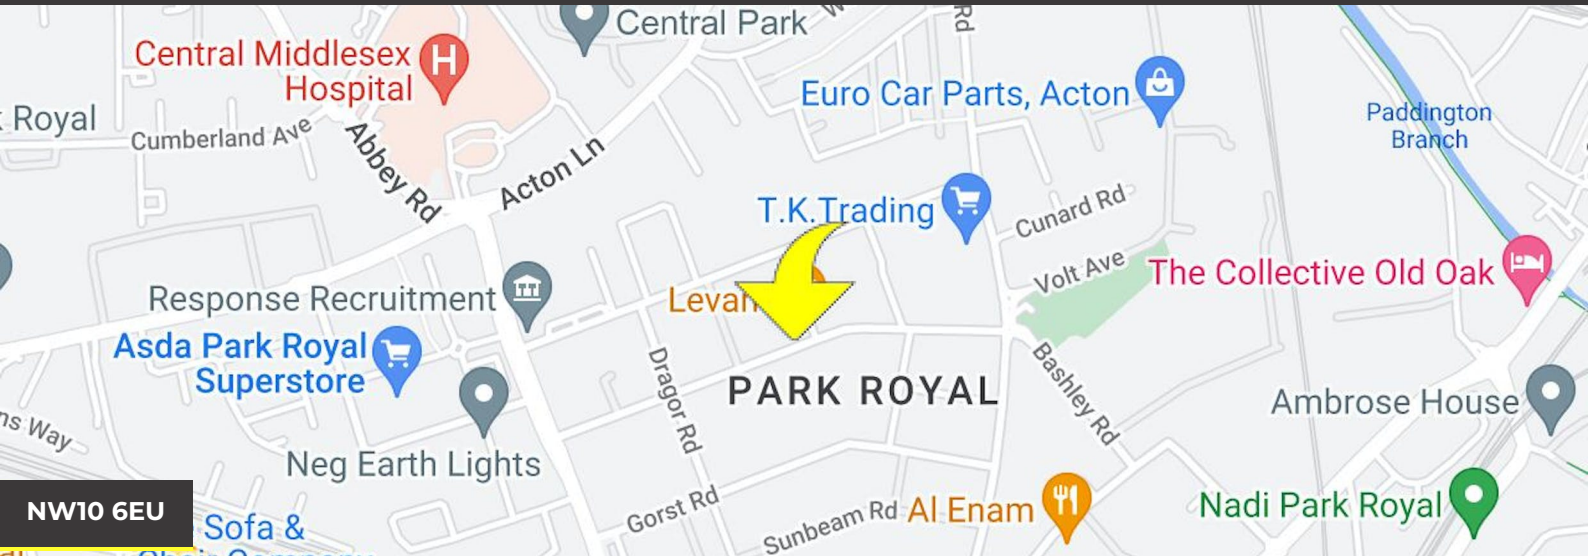 Central Park
Rd
Central Middlesex
Hospital
Euro Car Parts, Acton
Royal
Cumberland Ave
Paddington
Branch
Abbey Rd
Acton Ln
T.K.Trading
Cunard Rd
Volt Ave
The Collective Old Oak
Response Recruitment
Levan
Asda Park Royal
Superstore
Dragor Rd
PARK ROYAL
Bashley Rd
Ambrose House
ns Way
Neg Earth Lights
NW10 6EU
Gorst Rd
Sunbeam Rd
Al Enam
Nadi Park Royal
Sofa &